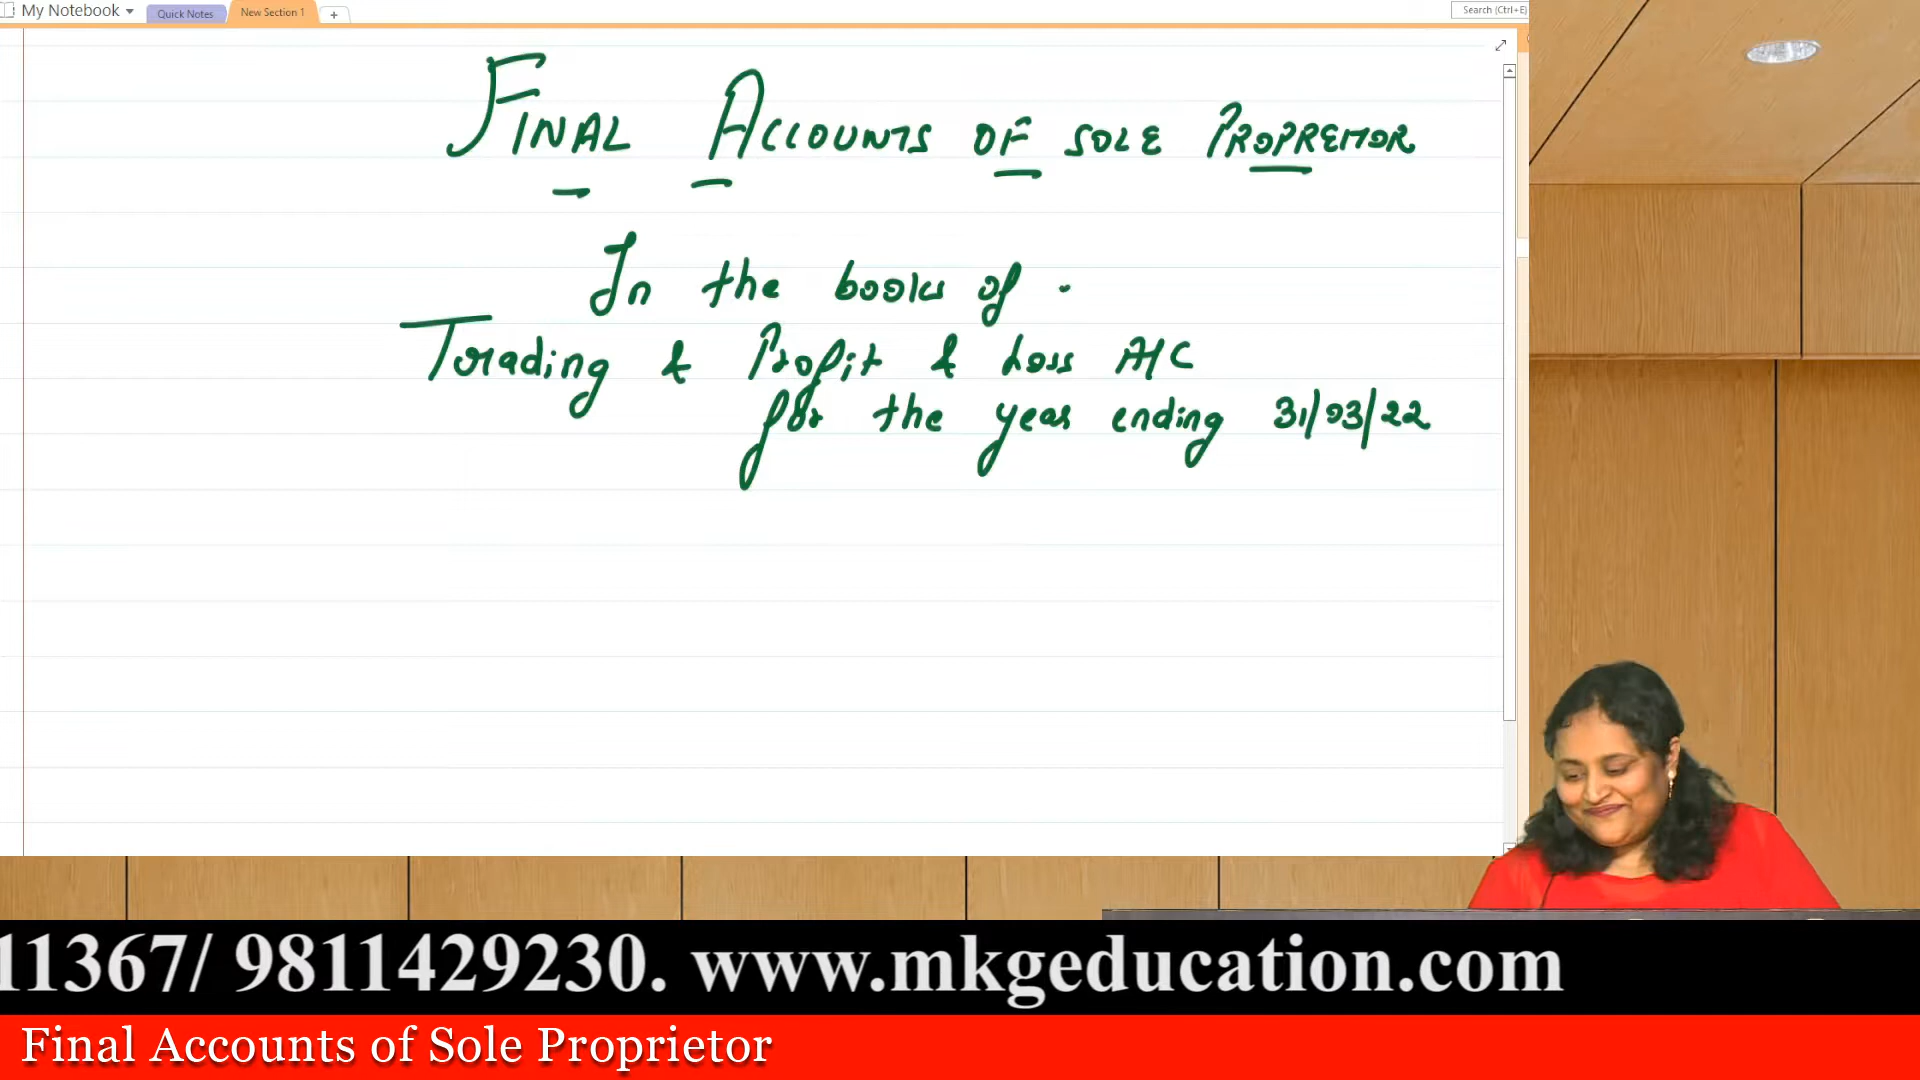 My Notebook
Quick Notes
New Section 1
+
Search (Ctrl+E)
FINAL ACCOUNTS OF SOLE PROPRIETOR
In the books of -
Trading & Profit & Loss A/C
for the year ending 31/03/22
11367/ 9811429230. www.mkgeducation.com
Final Accounts of Sole Proprietor